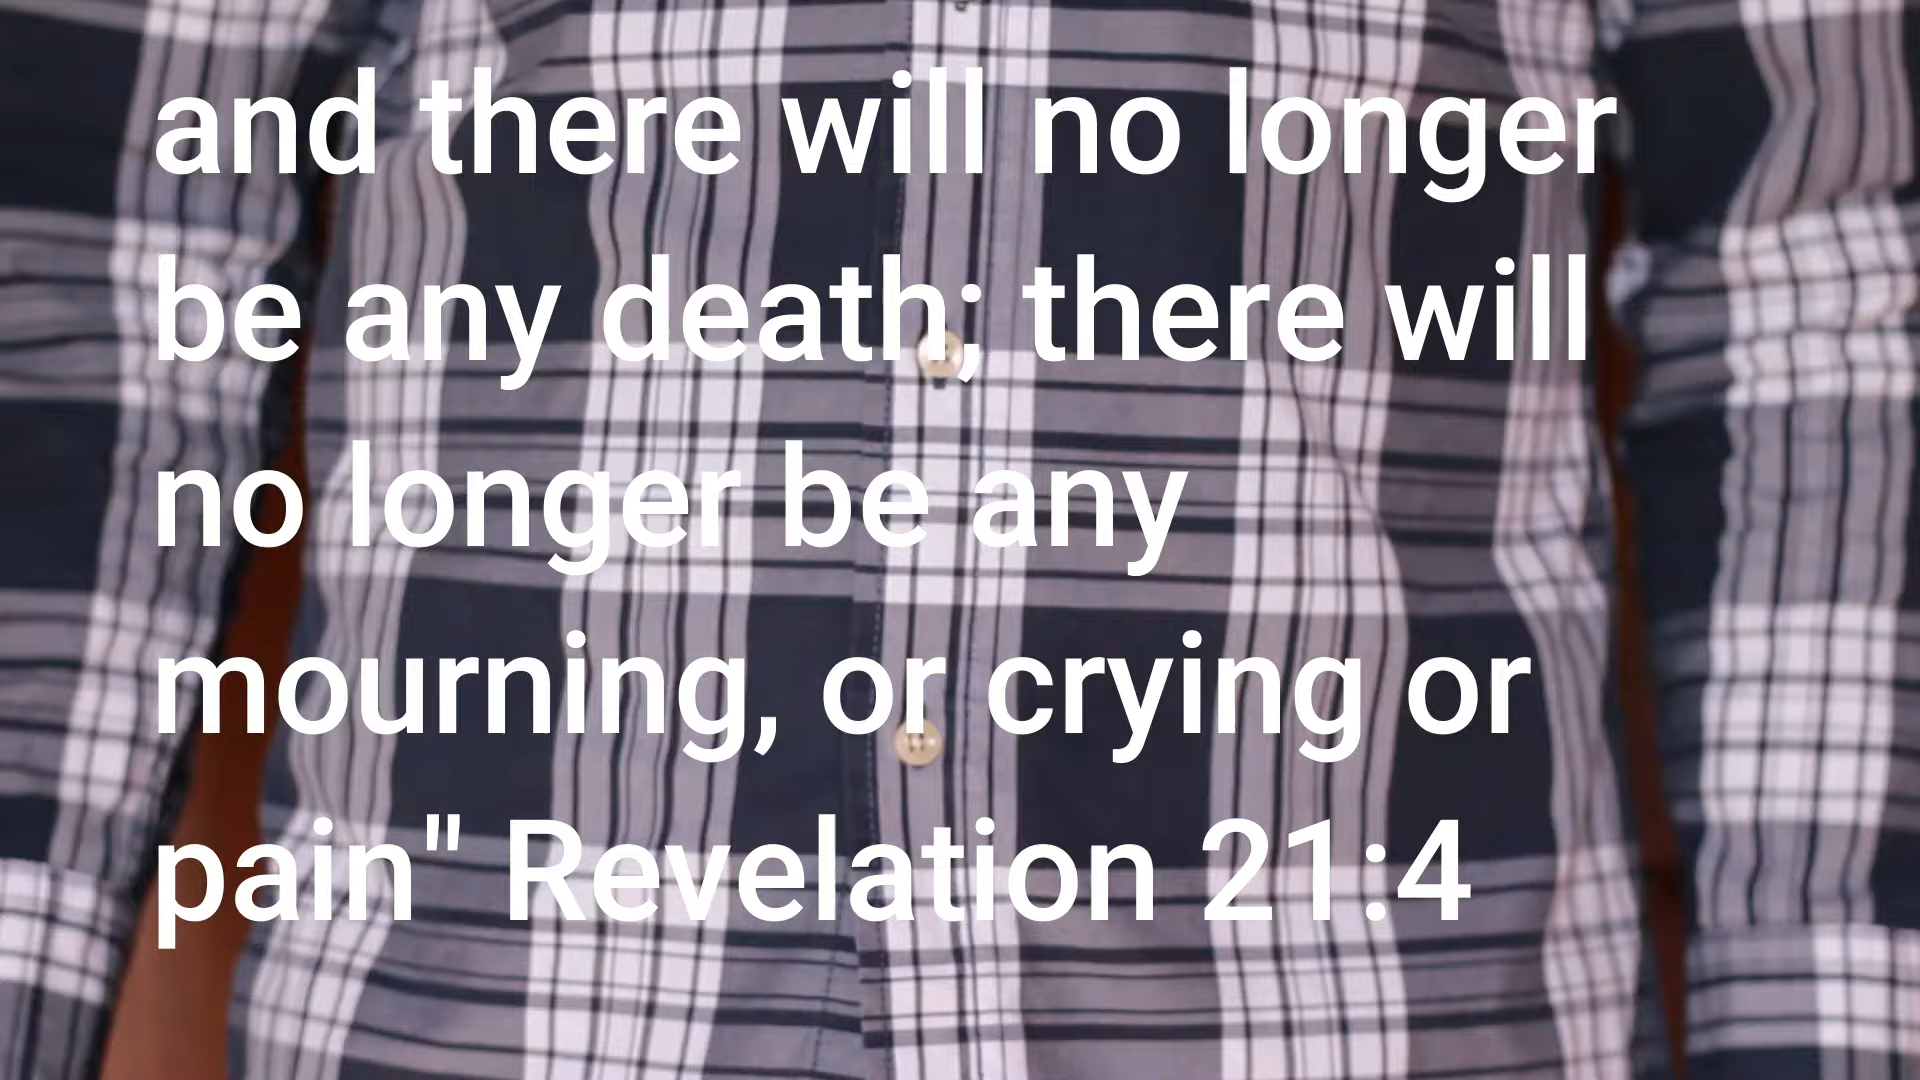 and there will no longer
be any death; there will
no longer be any
mourning, or crying or
pain" Revelation 21:4